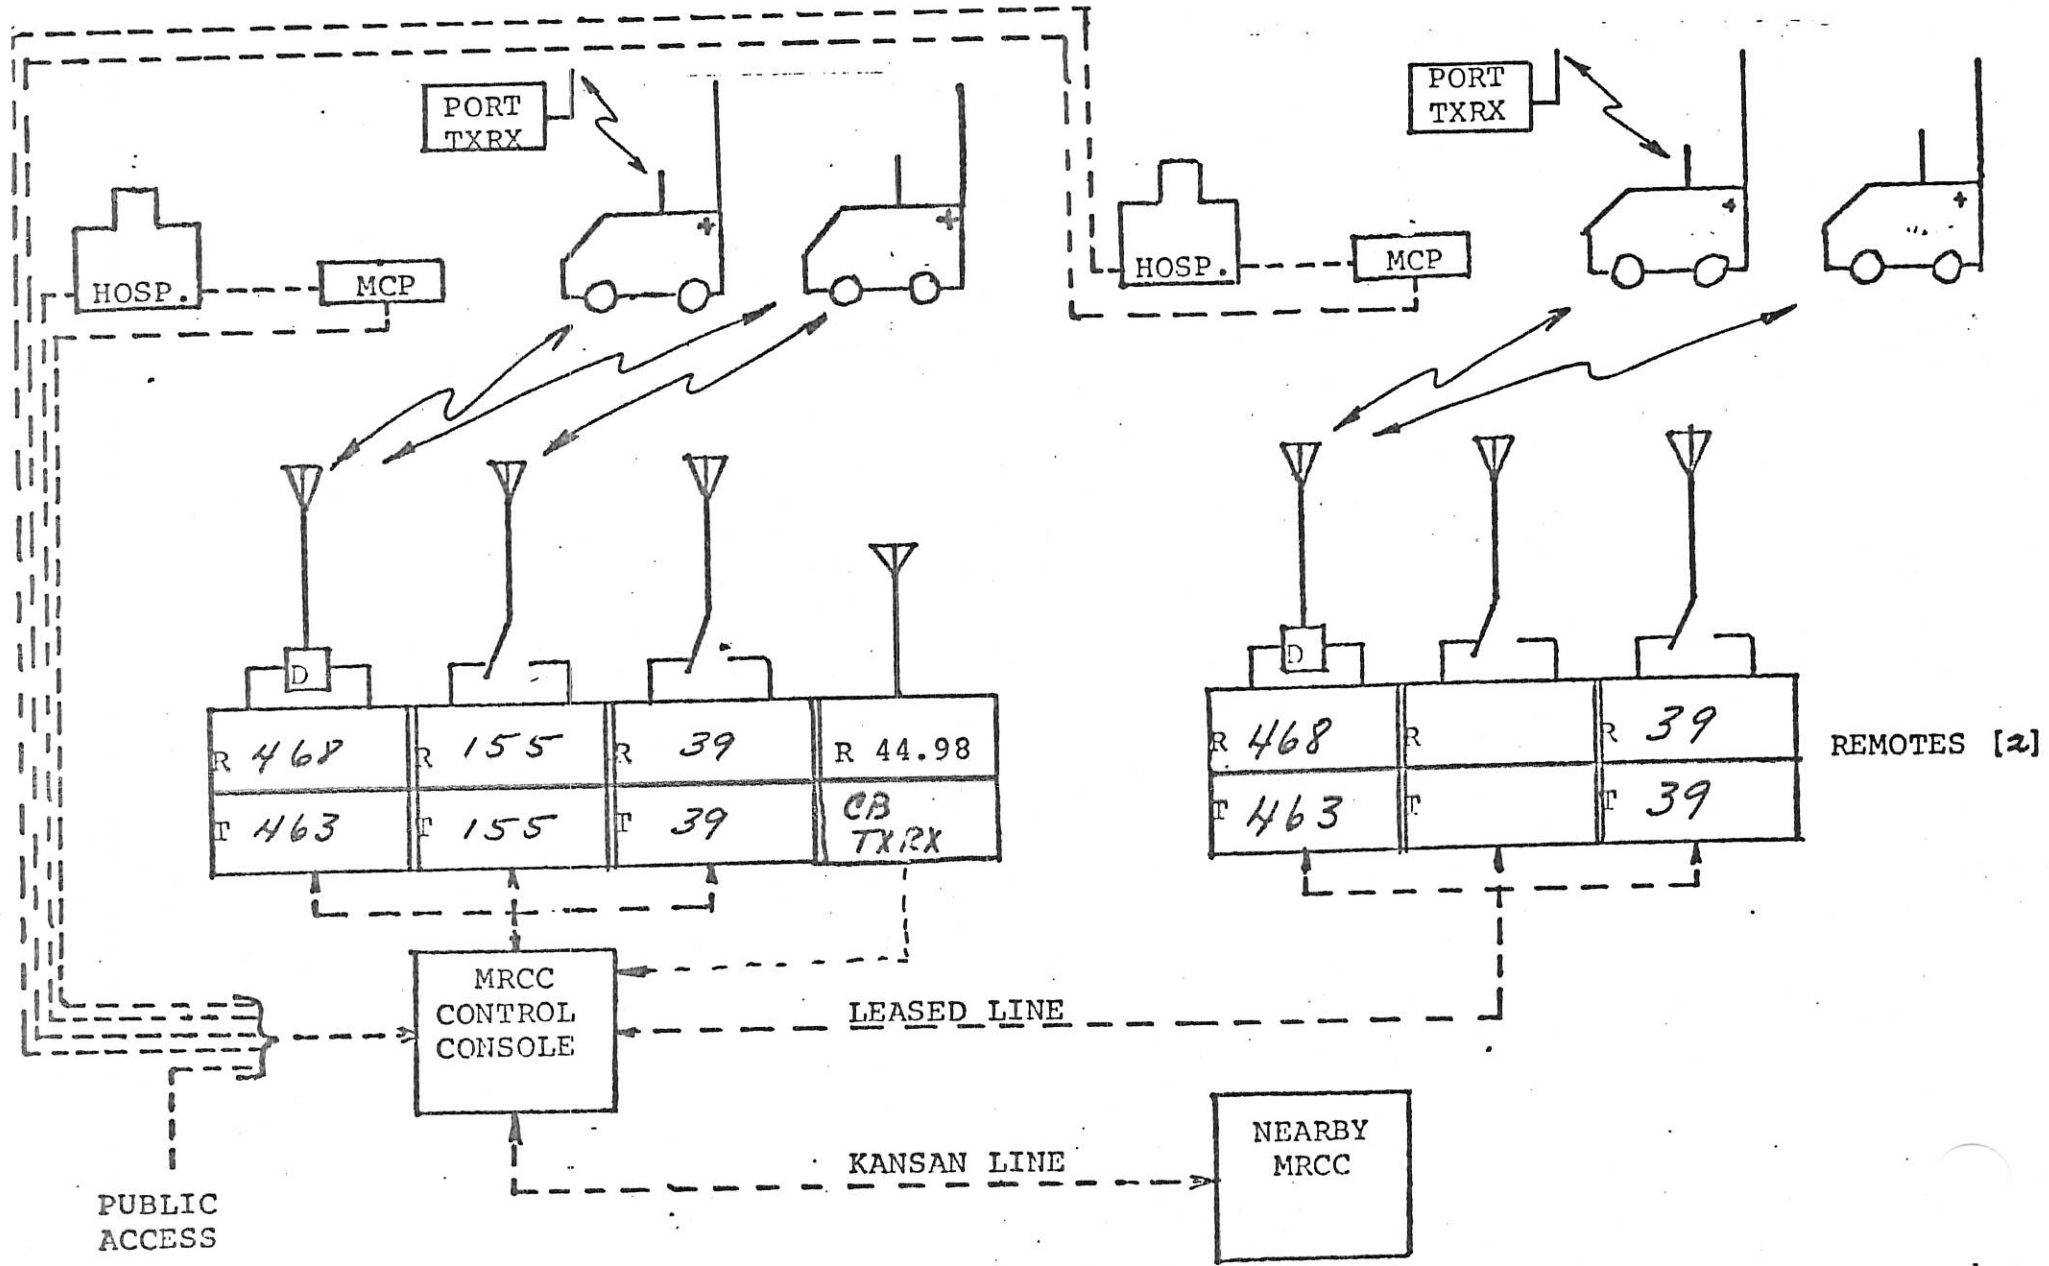 PORT
TXRX
PORT
TXRX
HOSP.
MCP
HOSP.
MCP
+
+
+
+
D
D
R 468
R 155
R 39
R 44.98
T 463
T 155
T 39
CB
TXRX
R 468
R
R 39
T 463
T
T 39
REMOTES [2]
MRCC
CONTROL
CONSOLE
LEASED LINE
KANSAN LINE
NEARBY
MRCC
PUBLIC
ACCESS